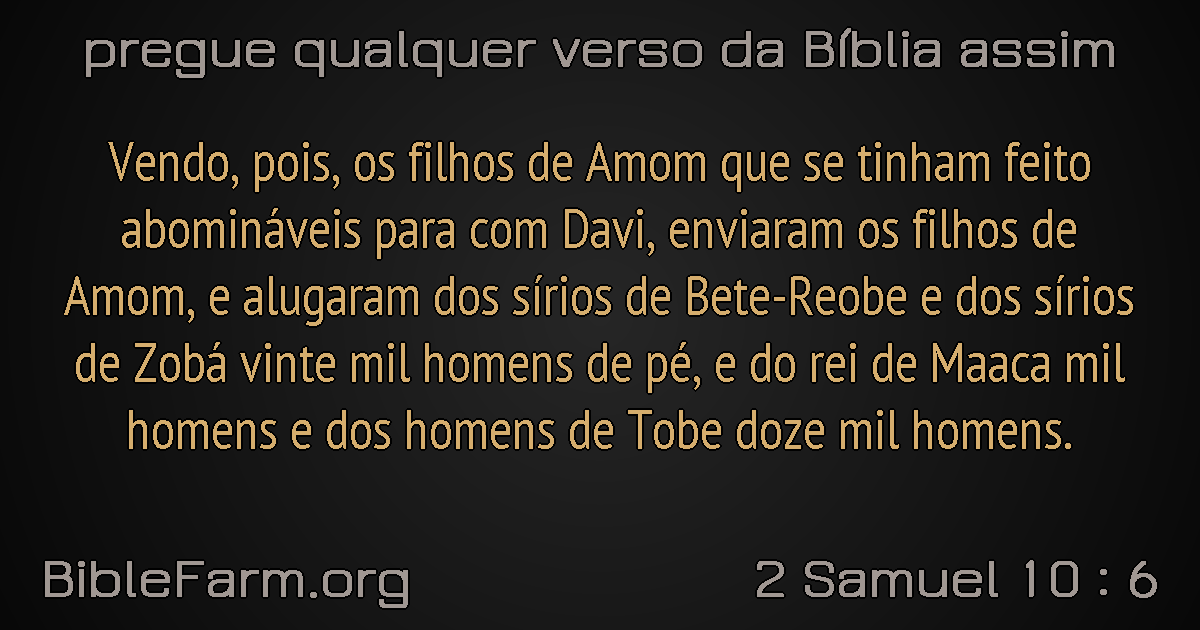 pregue qualquer verso da Bíblia assim
Vendo, pois, os filhos de Amom que se tinham feito
abomináveis para com Davi, enviaram os filhos de
Amom, e alugaram dos sírios de Bete-Reobe e dos sírios
de Zobá vinte mil homens de pé, e do rei de Maaca mil
homens e dos homens de Tobe doze mil homens.
BibleFarm.org
2 Samuel 10 : 6